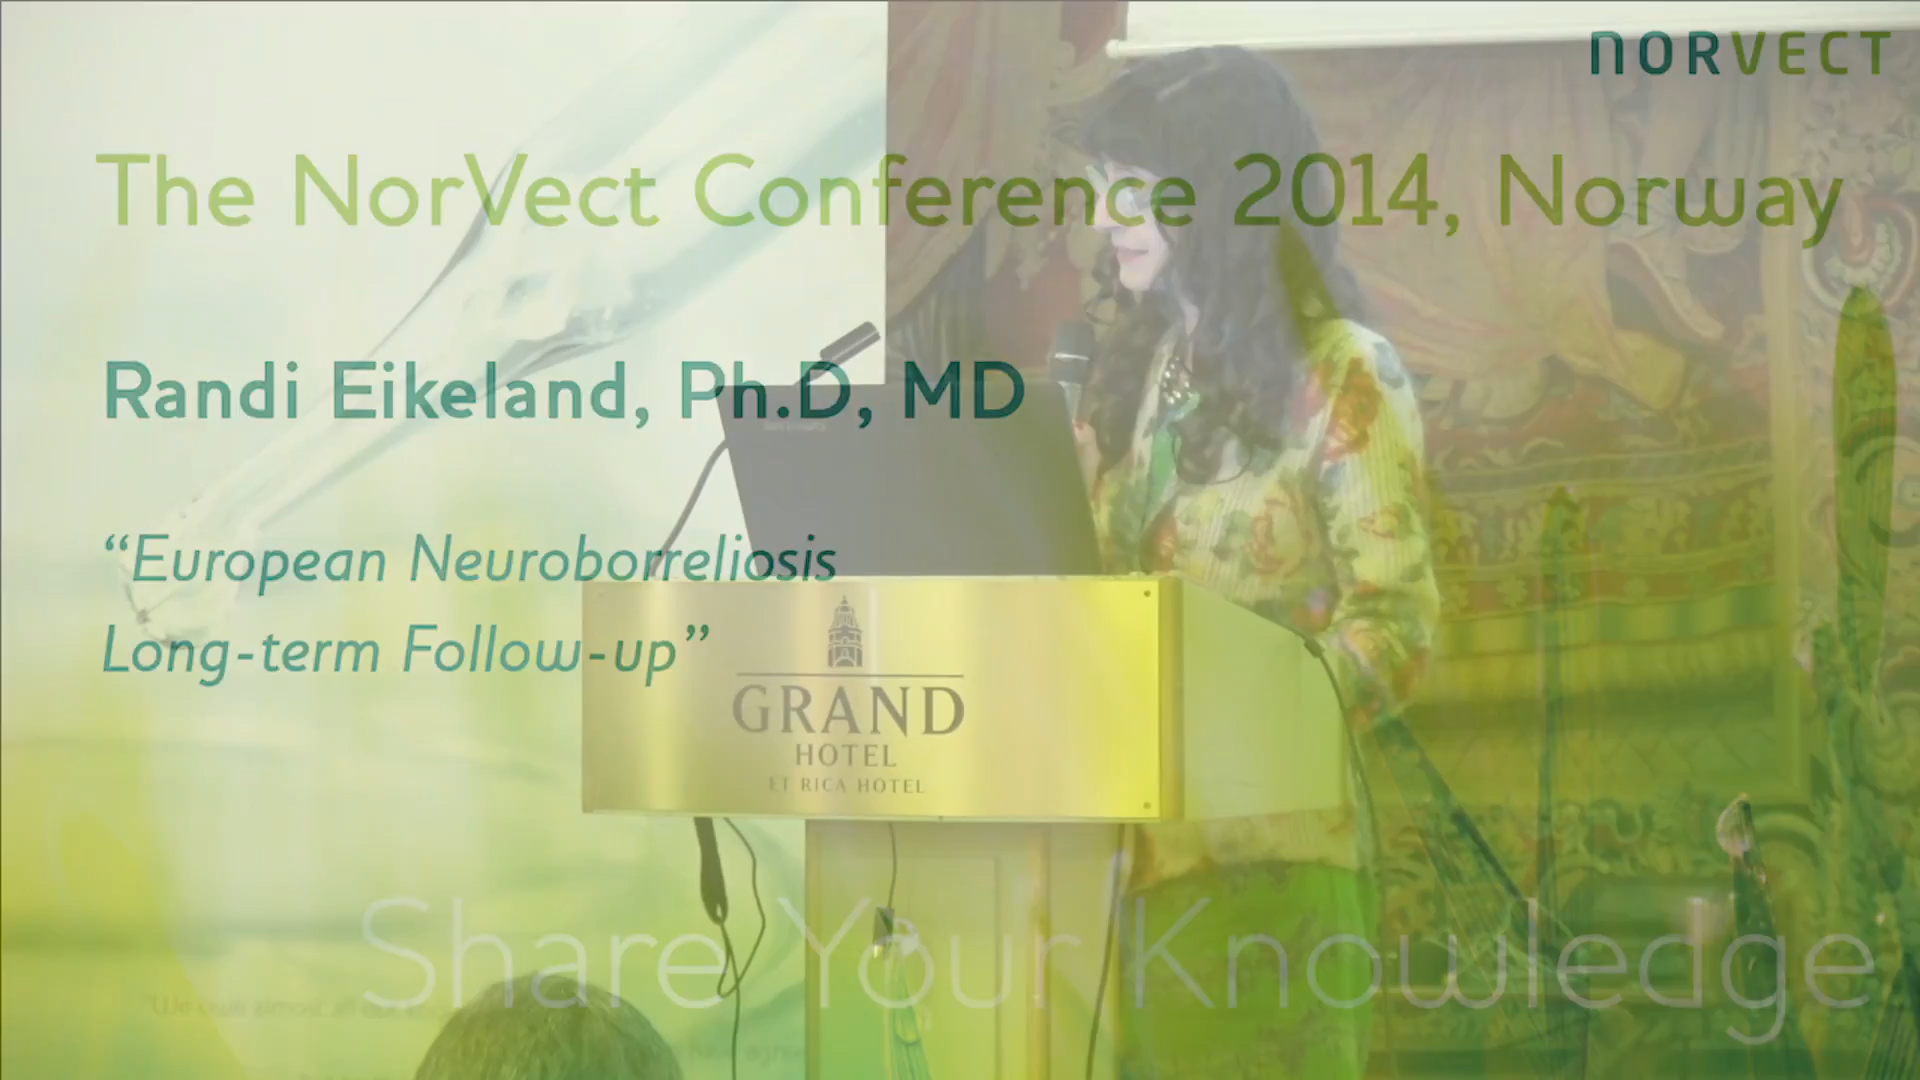 NORVECT
The NorVect Conference 2014, Norway
Randi Eikeland, Ph.D, MD
“European Neuroborreliosis
Long-term Follow-up”
GRAND
HOTEL
ET RICA HOTEL
Share Your Knowledge